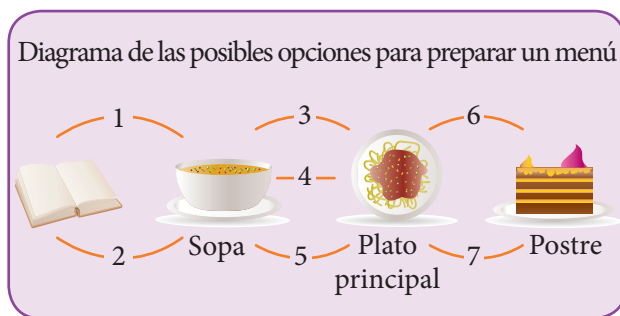 Diagrama de las posibles opciones para preparar un menú
1 3 6
4
2 5 7
Sopa Plato principal Postre